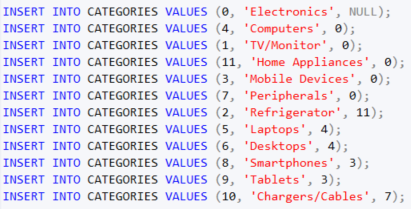 INSERT INTO CATEGORIES VALUES (0, 'Electronics', NULL);
INSERT INTO CATEGORIES VALUES (4, 'Computers', 0);
INSERT INTO CATEGORIES VALUES (1, 'TV/Monitor', 0);
INSERT INTO CATEGORIES VALUES (11, 'Home Appliances', 0);
INSERT INTO CATEGORIES VALUES (3, 'Mobile Devices', 0);
INSERT INTO CATEGORIES VALUES (7, 'Peripherals', 0);
INSERT INTO CATEGORIES VALUES (2, 'Refrigerator', 11);
INSERT INTO CATEGORIES VALUES (5, 'Laptops', 4);
INSERT INTO CATEGORIES VALUES (6, 'Desktops', 4);
INSERT INTO CATEGORIES VALUES (8, 'Smartphones', 3);
INSERT INTO CATEGORIES VALUES (9, 'Tablets', 3);
INSERT INTO CATEGORIES VALUES (10, 'Chargers/Cables', 7);